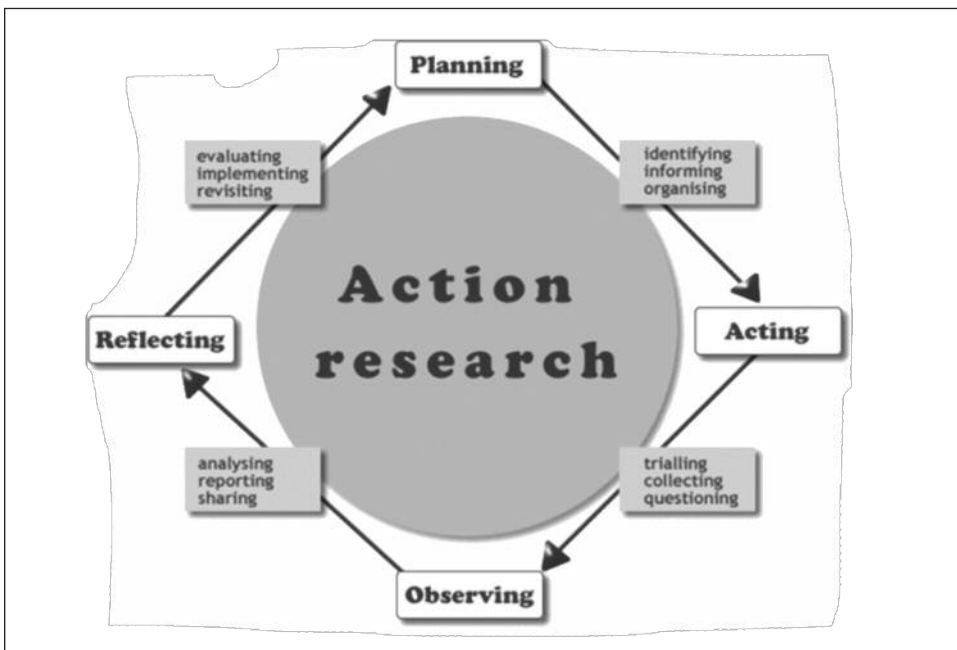 Planning
evaluating
implementing
revisiting
identifying
informing
organising
Action
research
Reflecting
Acting
analysing
reporting
sharing
trialling
collecting
questioning
Observing